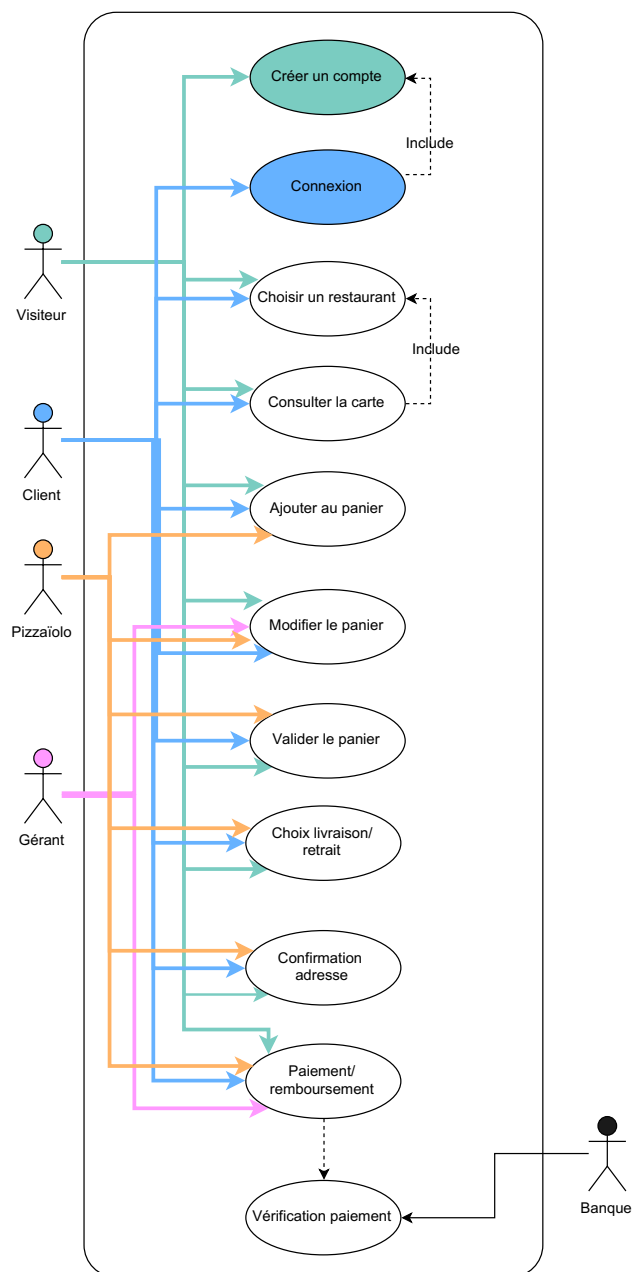 Créer un compte
Include
Connexion
Visiteur
Choisir un restaurant
Include
Consulter la carte
Client
Ajouter au panier
Pizzaïolo
Modifier le panier
Valider le panier
Gérant
Choix livraison/
retrait
Confirmation
adresse
Paiement/
remboursement
Banque
Vérification paiement